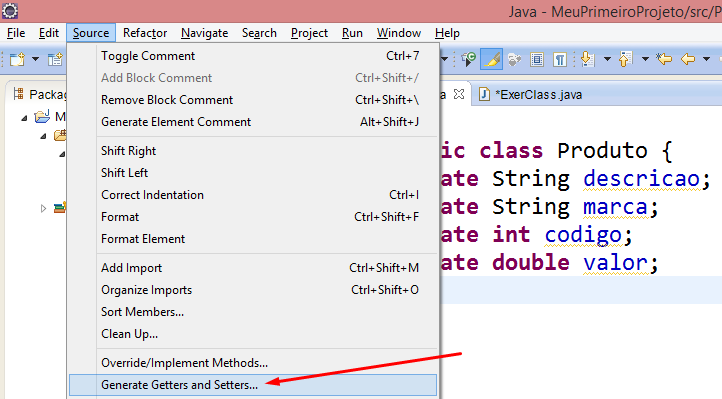 Java - MeuPrimeiroProjeto/src/P
File Edit Source Refactor Navigate Search Project Run Window Help
Packa
*ExerClass.java
M
Toggle Comment Ctrl+7
Add Block Comment Ctrl+Shift+/
Remove Block Comment Ctrl+Shift+\
Generate Element Comment Alt+Shift+J
Shift Right
Shift Left
Correct Indentation Ctrl+I
Format Ctrl+Shift+F
Format Element
Add Import Ctrl+Shift+M
Organize Imports Ctrl+Shift+O
Sort Members...
Clean Up...
Override/Implement Methods...
Generate Getters and Setters...
ic class Produto {
ate String descricao;
ate String marca;
ate int codigo;
ate double valor;